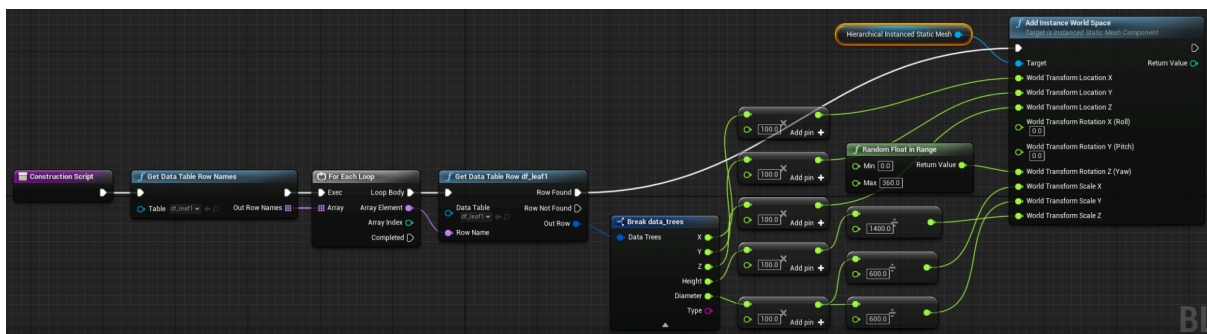 Construction Script
Get Data Table Row Names
Table df_leaf1
Out Row Names
For Each Loop
Exec
Loop Body
Array
Array Element
Array Index
Completed
Get Data Table Row df_leaf1
Row Found
Data Table
df_leaf1
Row Not Found
Out Row
Row Name
Break data_trees
Data Trees
X
Y
Z
Height
Diameter
Type
100.0
Add pin +
100.0
Add pin +
100.0
Add pin +
100.0
Add pin +
100.0
Add pin +
Hierarchical Instanced Static Mesh
Random Float in Range
Min 0.0
Return Value
Max 360.0
1400.0
600.0
600.0
Add Instance World Space
Target is Instanced Static Mesh Component
Target
Return Value
World Transform Location X
World Transform Location Y
World Transform Location Z
World Transform Rotation X (Roll)
0.0
World Transform Rotation Y (Pitch)
0.0
World Transform Rotation Z (Yaw)
World Transform Scale X
World Transform Scale Y
World Transform Scale Z